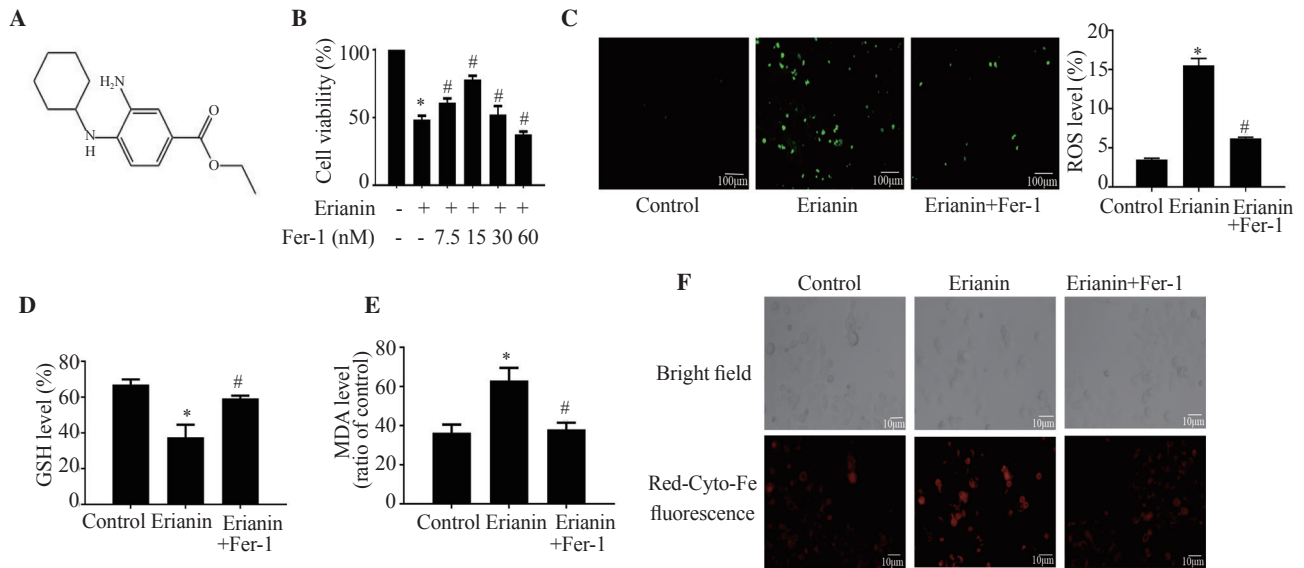 A
H₂N
N
H
O
O
B
Cell viability (%)
100
50
0
*
#
#
#
#
Erianin - + + + + +
Fer-1 (nM) - - 7.5 15 30 60
C
100μm
100μm
100μm
Control Erianin Erianin+Fer-1
ROS level (%)
20
15
10
5
0
*
#
Control Erianin Erianin
+Fer-1
D
GSH level (%)
80
60
40
20
0
*
#
Control Erianin Erianin
+Fer-1
E
MDA level
(ratio of control)
80
60
40
20
0
*
#
Control Erianin Erianin
+Fer-1
F
Control Erianin Erianin+Fer-1
Bright field
10μm
10μm
10μm
Red-Cyto-Fe
fluorescence
10μm
10μm
10μm